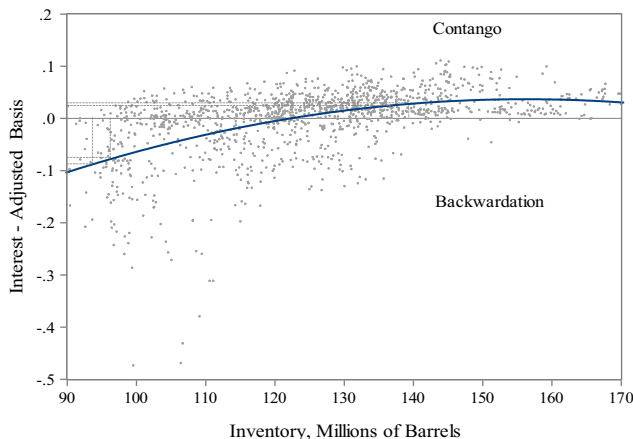 .2
Contango
.1
.0
-.1
Backwardation
-.2
-.3
-.4
-.5
Interest - Adjusted Basis
90 100 110 120 130 140 150 160 170
Inventory, Millions of Barrels